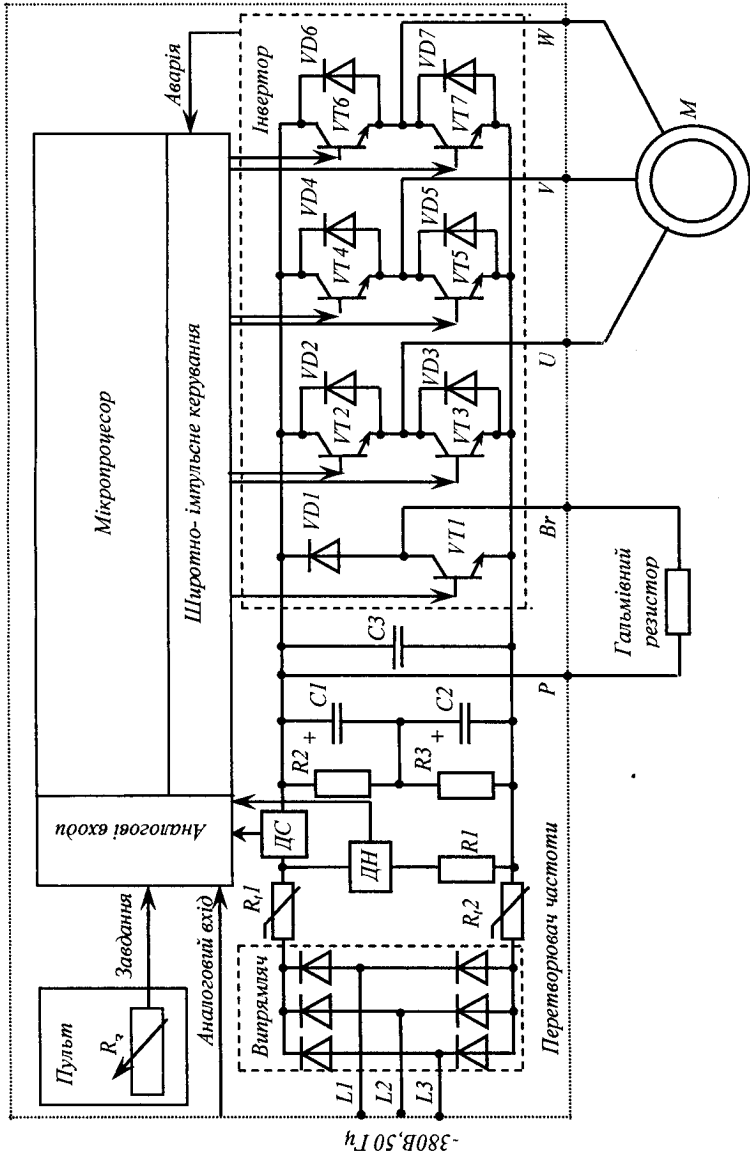 Мікропроцесор
Широтно- імпульсне керування
Аналогові входи
Аварія
Пульт
Rз
Завдання
Аналоговий вхід
Інвертор
VD2
VD4
VD6
VT2
VT4
VT6
VD1
VD3
VD5
VD7
VT1
VT3
VT5
VT7
Випрямляч
Rt1
ДС
ДН
R1
R2
R3
C1
+
C2
+
C3
Rt2
~380В,50 Гц
L1
L2
L3
Перетворювач частоти
P
Br
U
V
W
Гальмівний
резистор
M